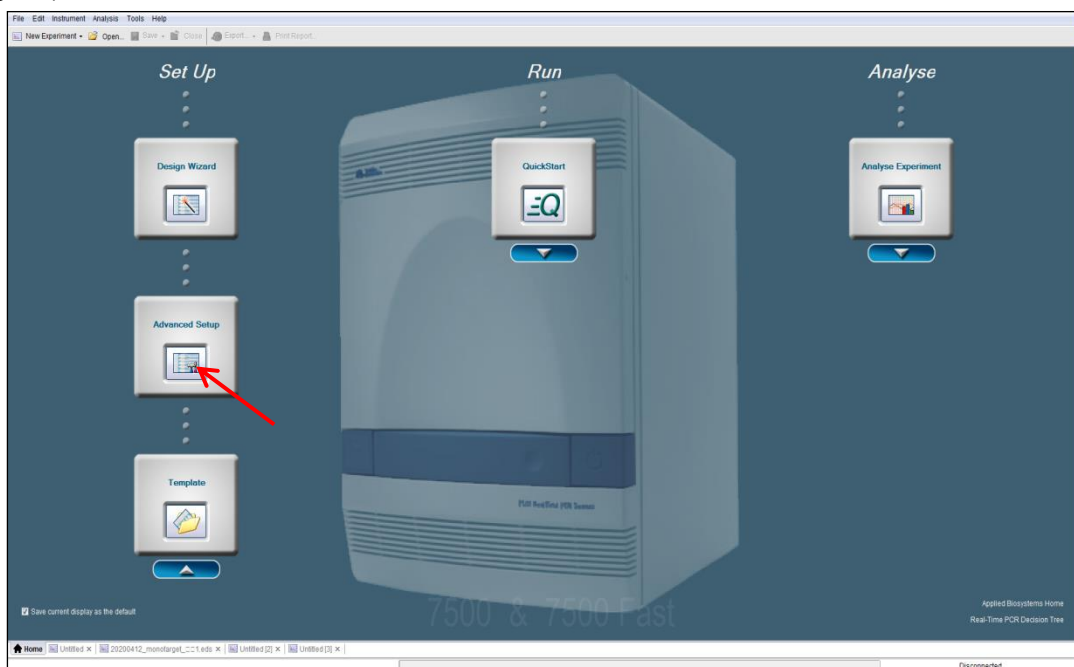 File Edit Instrument Analysis Tools Help
New Experiment Open... Save Close Export... Print Report...
Set Up
Run
Analyse
Design Wizard
QuickStart
Analyse Experiment
Advanced Setup
Template
7500 & 7500 Fast
Save current display as the default
Applied Biosystems Home
Real-Time PCR Decision Tree
Home Untitled × × Untitled [2] × Untitled [3] ×
Disconnected